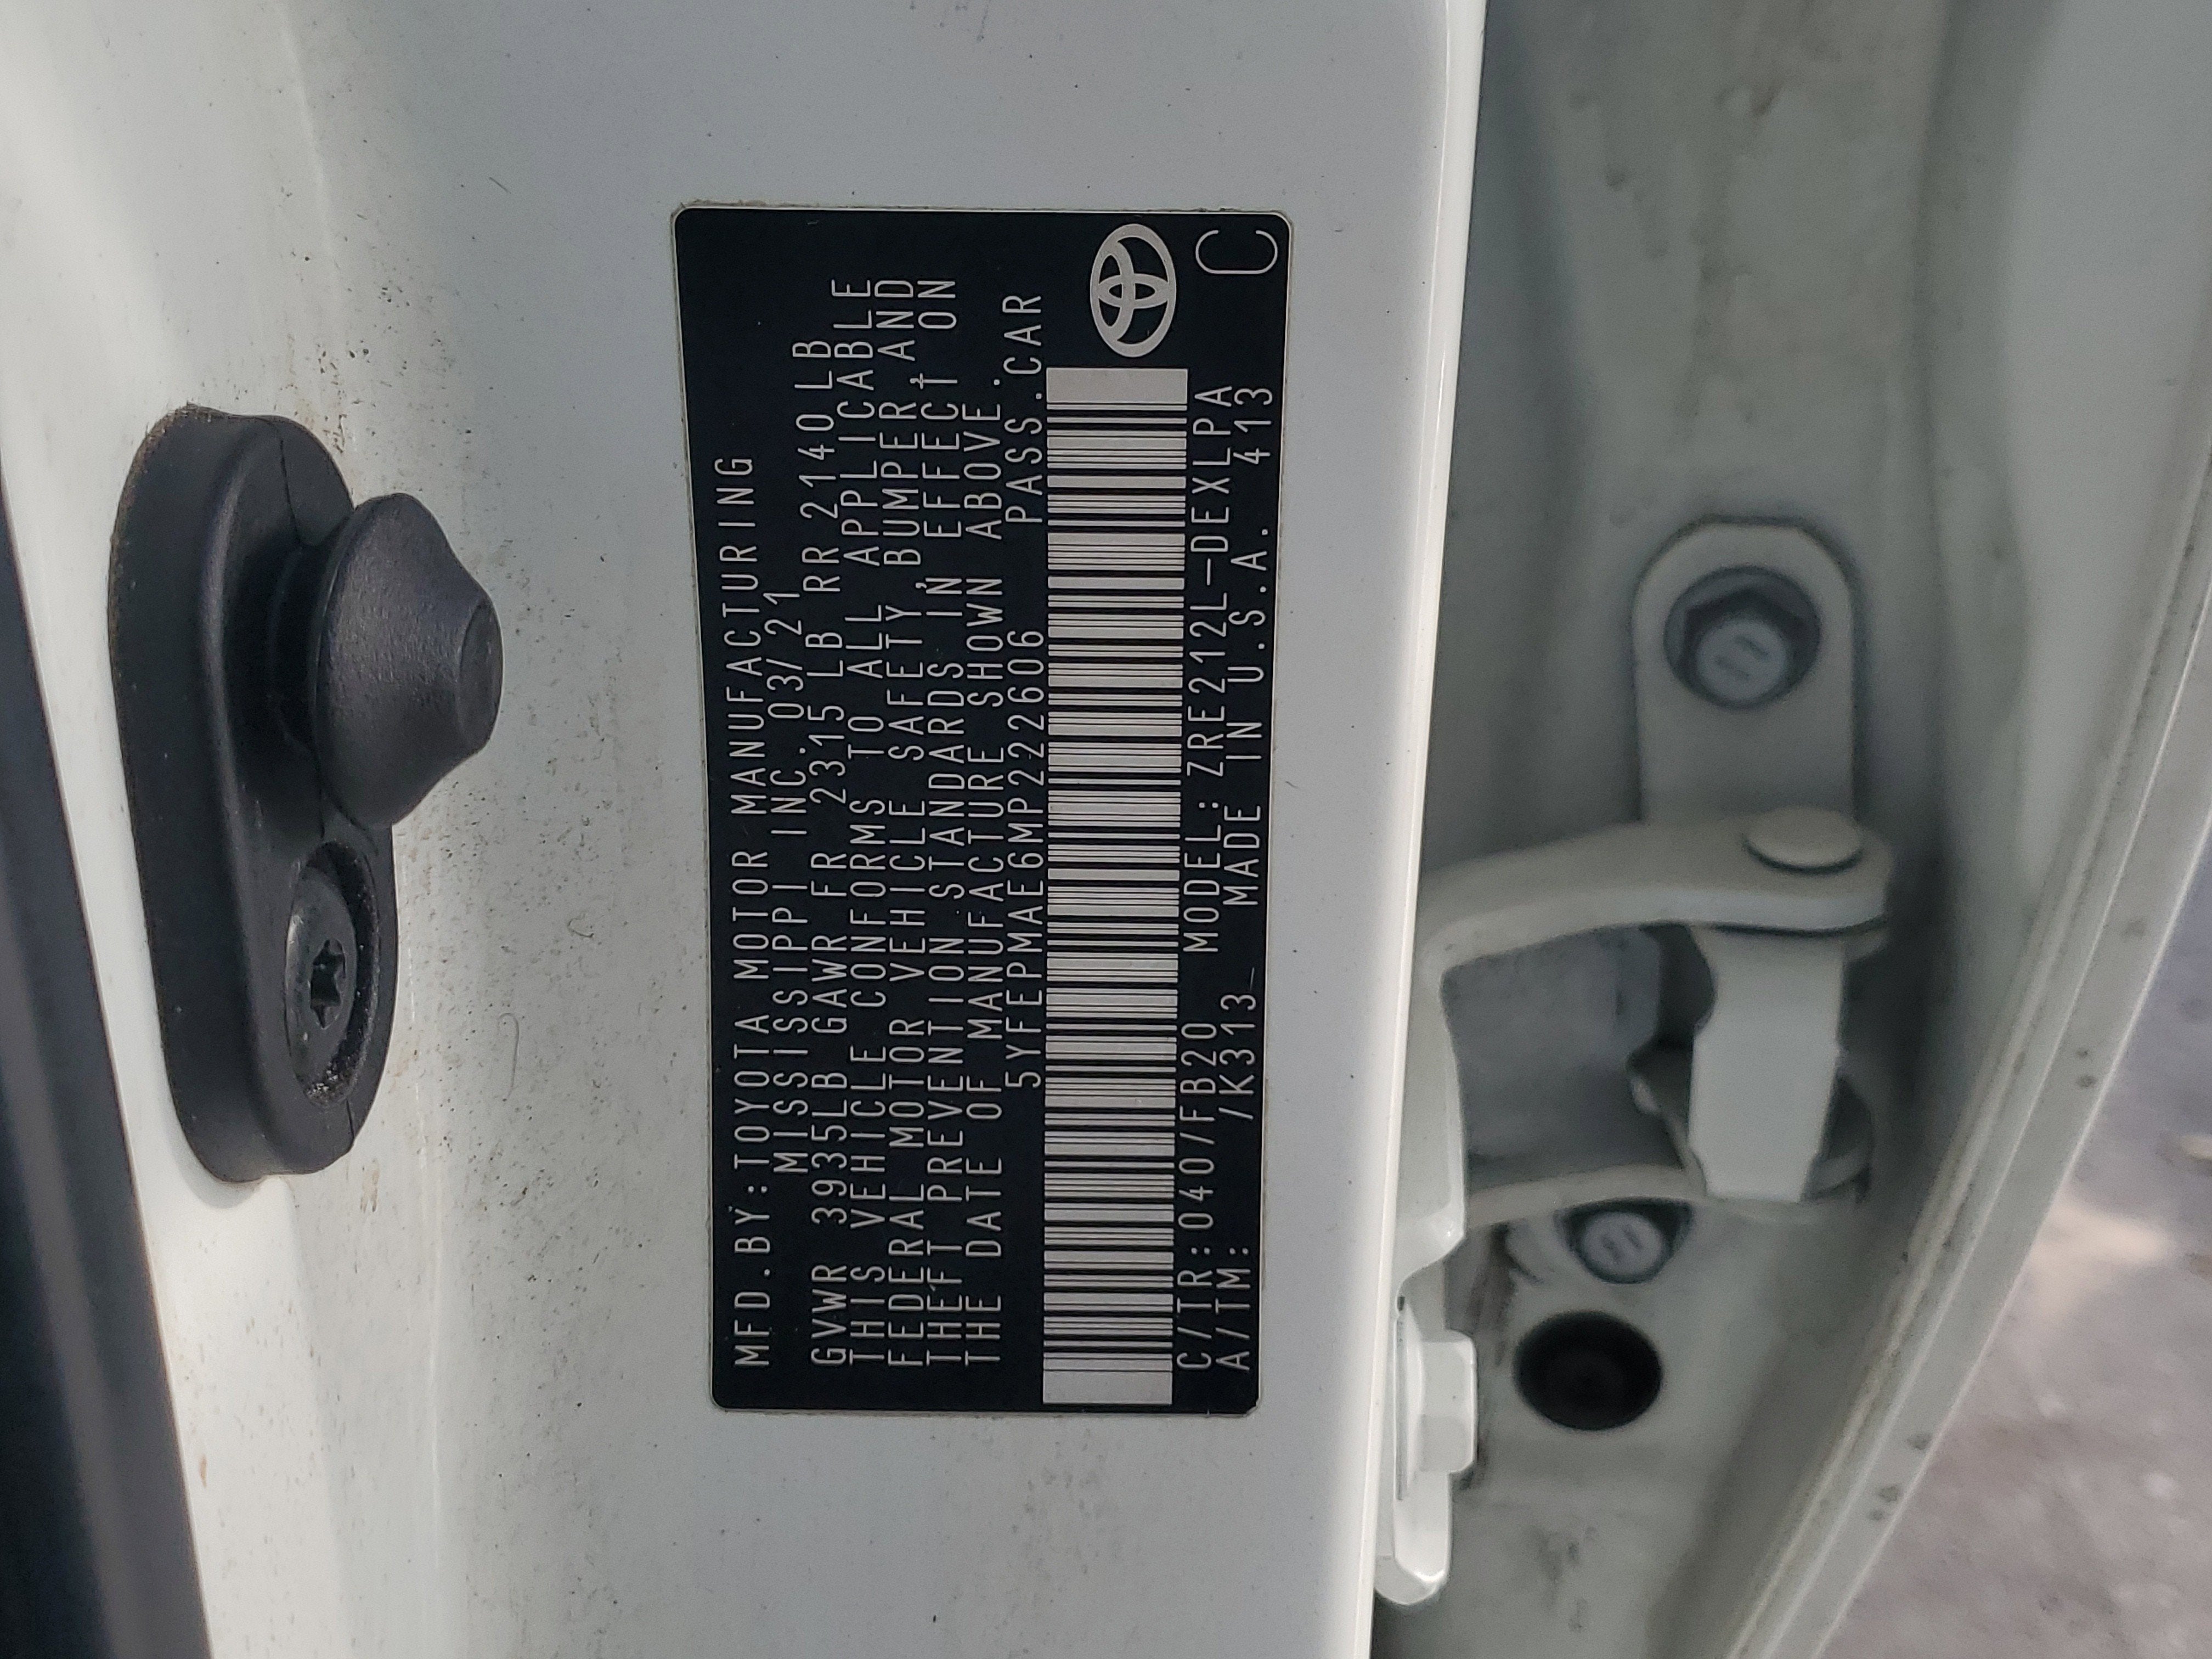 MFD.BY:TOYOTA MOTOR MANUFACTURING
MISSISSIPPI INC. 03/21
GVWR 3935LB GAWR FR 2315 LB RR 2140 LB
THIS VEHICLE CONFORMS TO ALL APPLICABLE
FEDERAL MOTOR VEHICLE SAFETY, BUMPER, AND
THEFT PREVENTION STANDARDS IN EFFECT ON
THE DATE OF MANUFACTURE SHOWN ABOVE.
5YFEPMAE6MP222606 PASS.CAR
C/TR:040/FB20 MODEL:ZRE212L-DEXLPA
A/TM: /K313 MADE IN U.S.A. 413
C